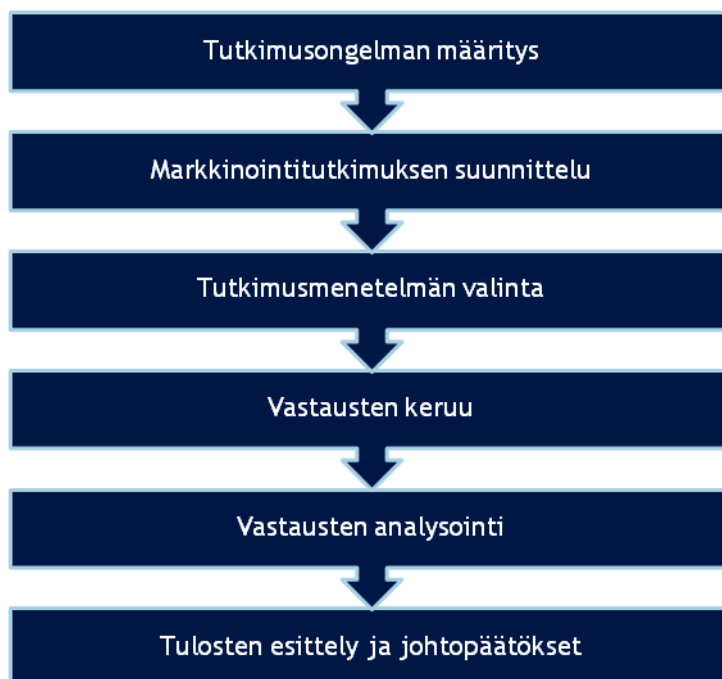 Tutkimusongelman määritys
Markkinointitutkimuksen suunnittelu
Tutkimusmenetelmän valinta
Vastausten keruu
Vastausten analysointi
Tulosten esittely ja johtopäätökset